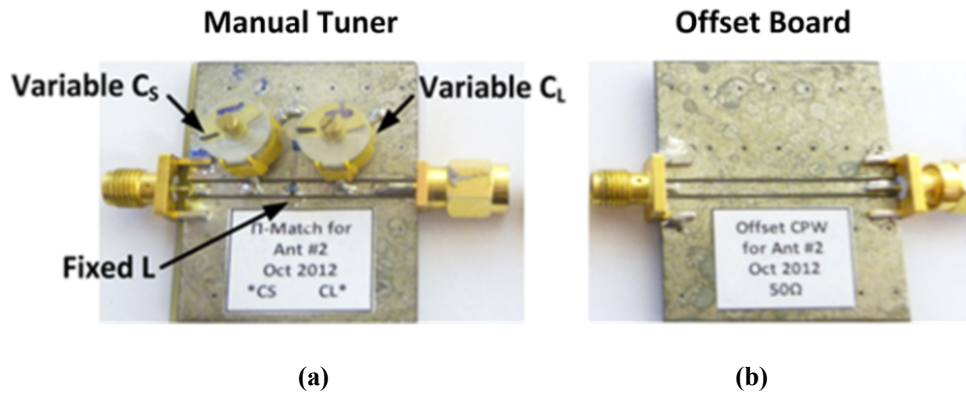 Manual Tuner
Offset Board
Variable CS
Variable CL
Fixed L
Π-Match for
Ant #2
Oct 2012
*CS CL*
Offset CPW
for Ant #2
Oct 2012
50Ω
(a)
(b)